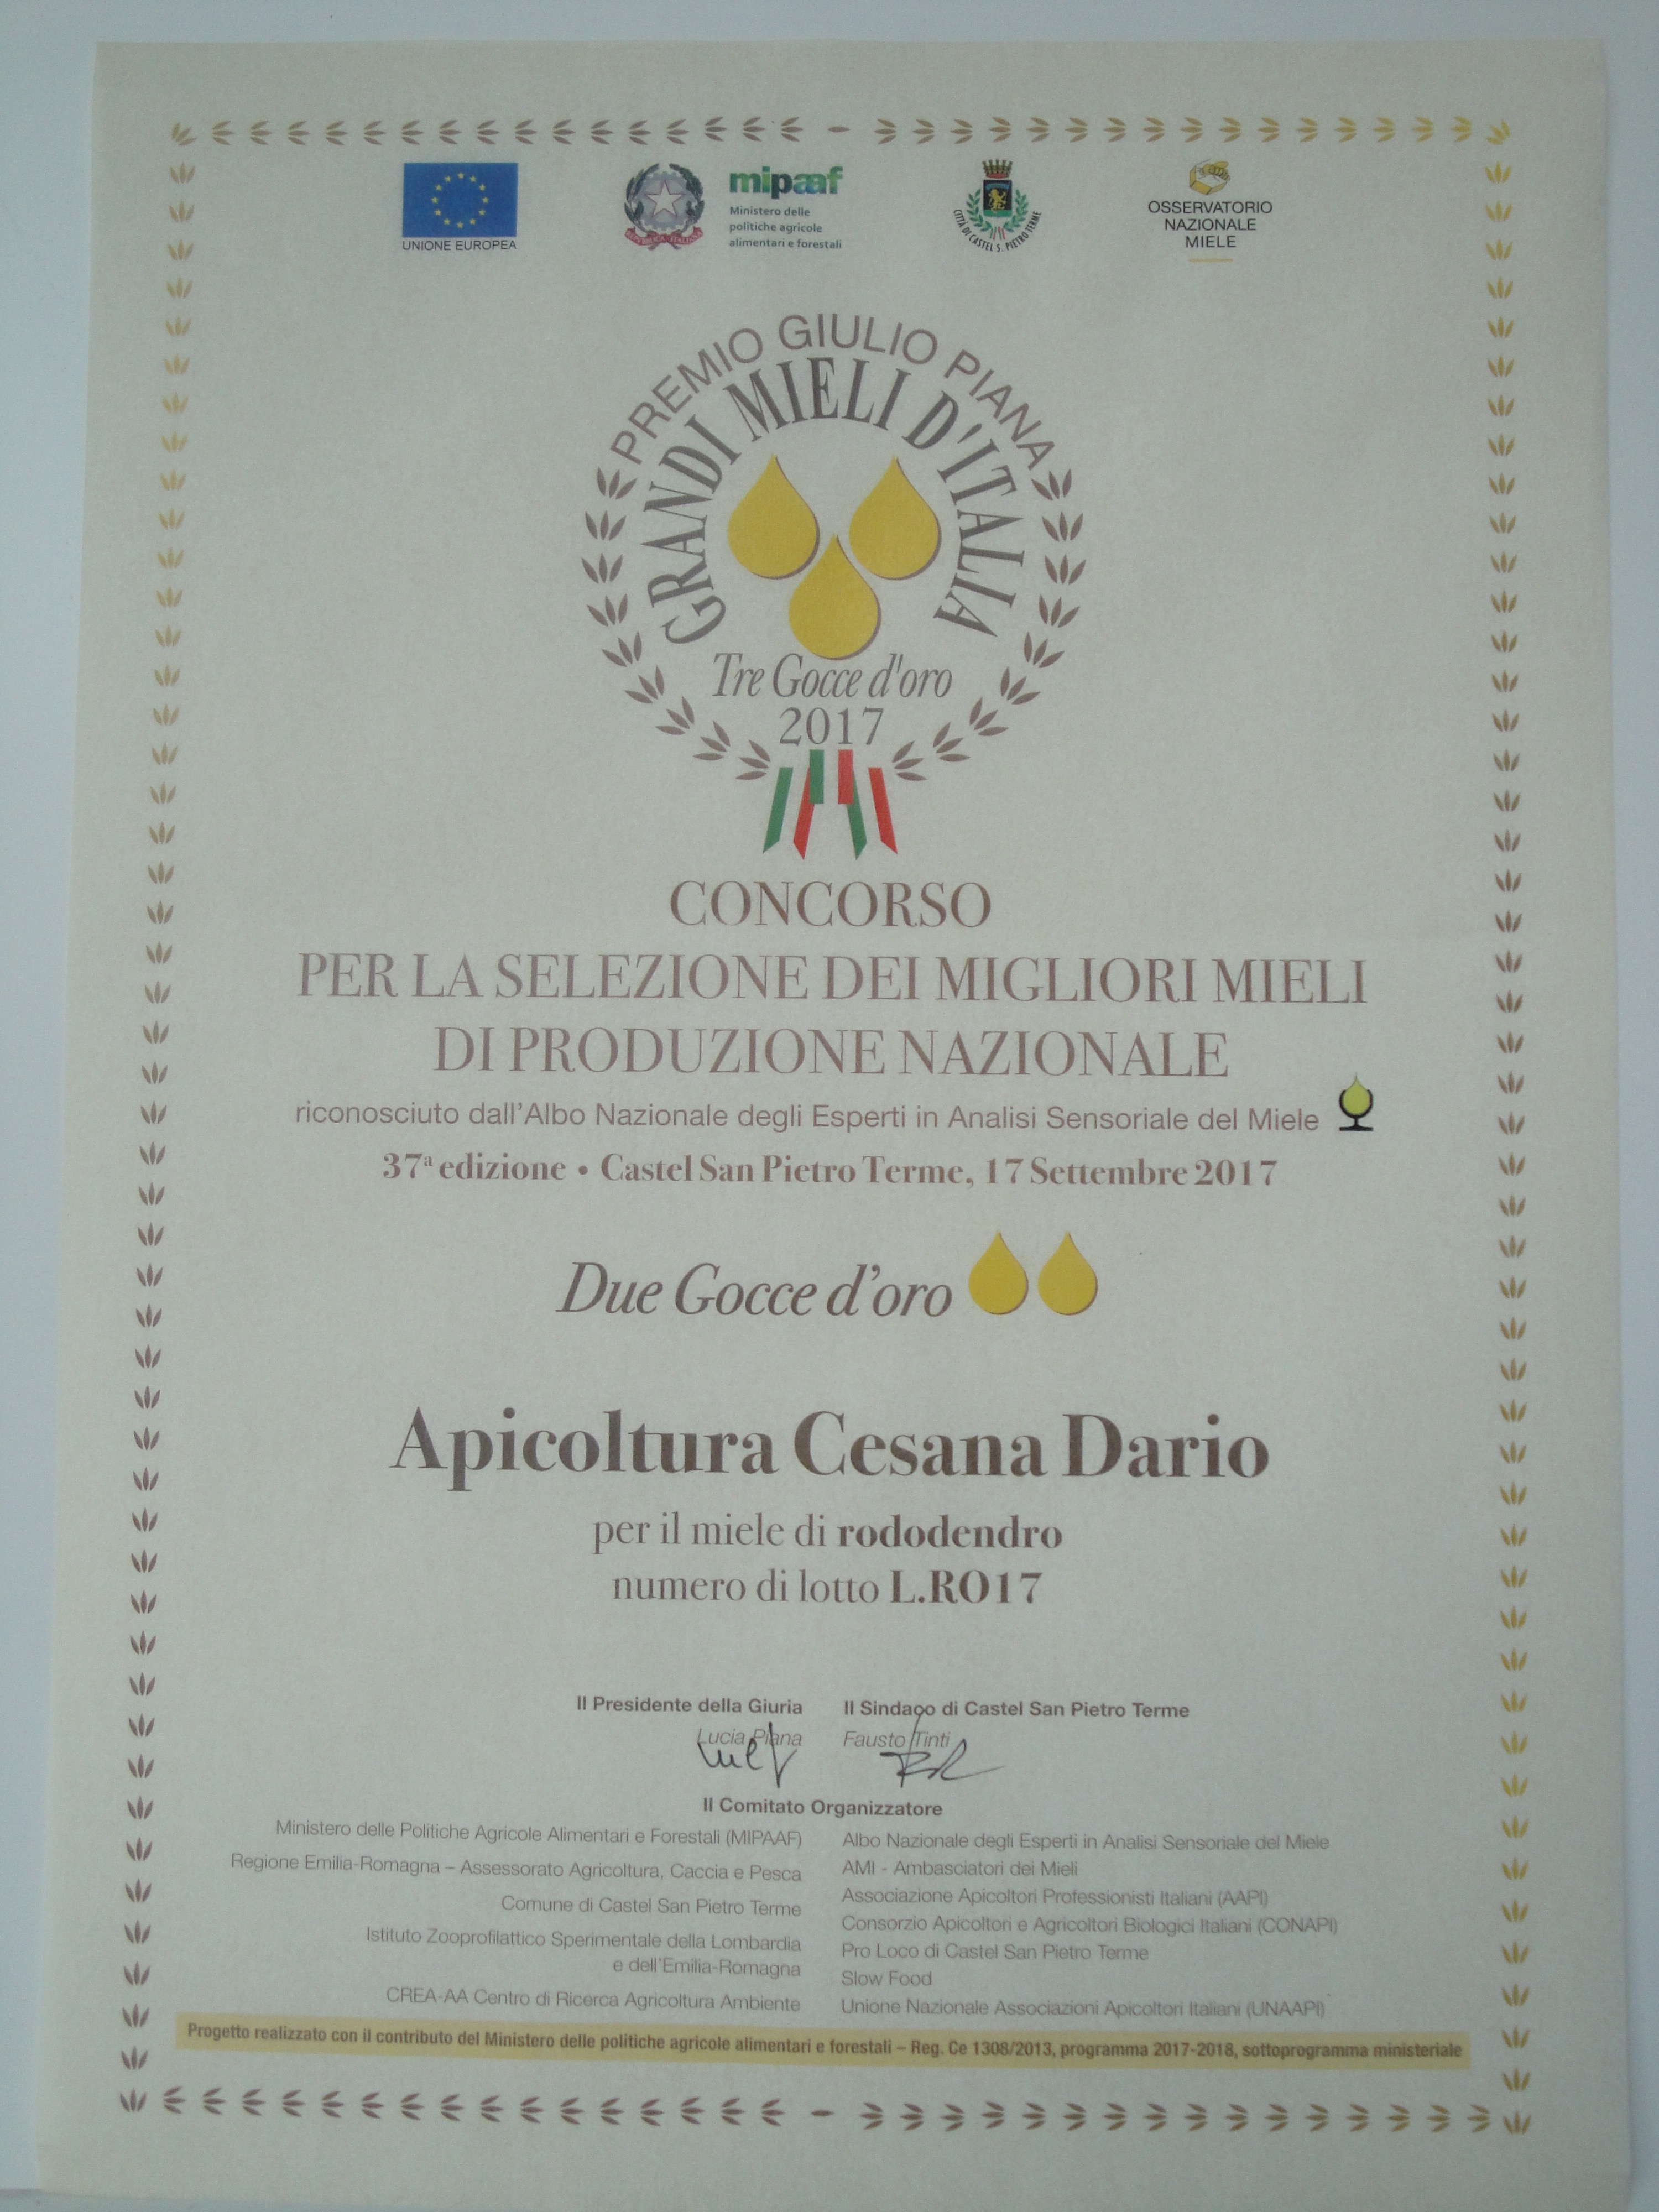 UNIONE EUROPEA
REPUBBLICA ITALIANA
mipaaf
Ministero delle
politiche agricole
alimentari e forestali
CITTÀ DI CASTEL S. PIETRO TERME
OSSERVATORIO
NAZIONALE
MIELE
PREMIO GIULIO PIANA
GRANDI MIELI D'ITALIA
Tre Gocce d'oro
2017
CONCORSO
PER LA SELEZIONE DEI MIGLIORI MIELI
DI PRODUZIONE NAZIONALE
riconosciuto dall'Albo Nazionale degli Esperti in Analisi Sensoriale del Miele
37ª edizione • Castel San Pietro Terme, 17 Settembre 2017
Due Gocce d'oro
Apicoltura Cesana Dario
per il miele di rododendro
numero di lotto L.RO17
Il Presidente della Giuria
Lucia Piana
Il Sindaco di Castel San Pietro Terme
Fausto Tinti
Il Comitato Organizzatore
Ministero delle Politiche Agricole Alimentari e Forestali (MIPAAF)
Regione Emilia-Romagna – Assessorato Agricoltura, Caccia e Pesca
Comune di Castel San Pietro Terme
Istituto Zooprofilattico Sperimentale della Lombardia
e dell'Emilia-Romagna
CREA-AA Centro di Ricerca Agricoltura Ambiente
Albo Nazionale degli Esperti in Analisi Sensoriale del Miele
AMI - Ambasciatori dei Mieli
Associazione Apicoltori Professionisti Italiani (AAPI)
Consorzio Apicoltori e Agricoltori Biologici Italiani (CONAPI)
Pro Loco di Castel San Pietro Terme
Slow Food
Unione Nazionale Associazioni Apicoltori Italiani (UNAAPI)
Progetto realizzato con il contributo del Ministero delle politiche agricole alimentari e forestali – Reg. Ce 1308/2013, programma 2017-2018, sottoprogramma ministeriale